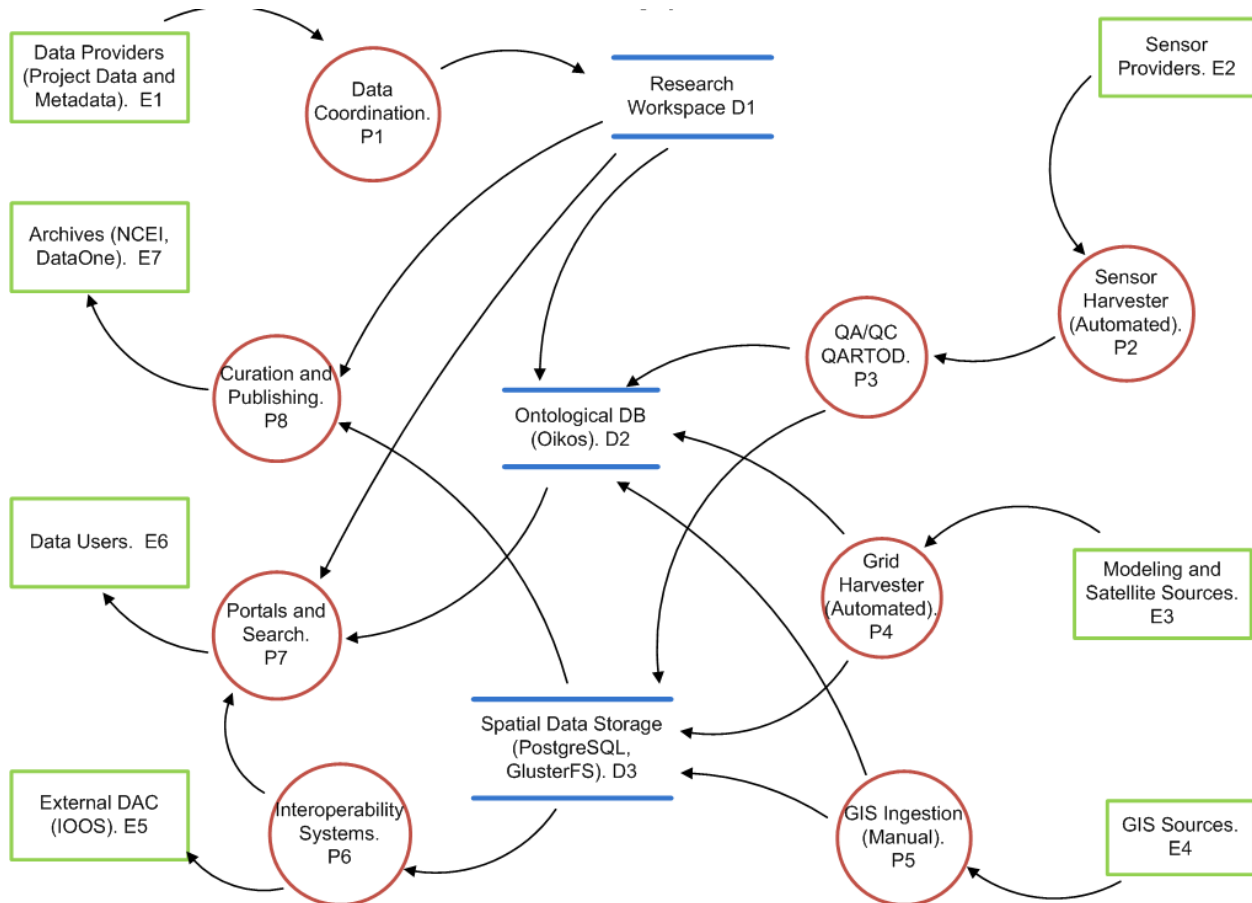 Data Providers
(Project Data and
Metadata).  E1
Data
Coordination.
P1
Research
Workspace D1
Sensor
Providers. E2
Archives (NCEI,
DataOne).  E7
Sensor
Harvester
(Automated).
P2
QA/QC
QARTOD.
P3
Curation and
Publishing.
P8
Ontological DB
(Oikos). D2
Data Users.  E6
Grid
Harvester
(Automated).
P4
Modeling and
Satellite Sources.
E3
Portals and
Search.
P7
Spatial Data Storage
(PostgreSQL,
GlusterFS). D3
External DAC
(IOOS). E5
Interoperability
Systems.
P6
GIS Ingestion
(Manual).
P5
GIS Sources.
E4